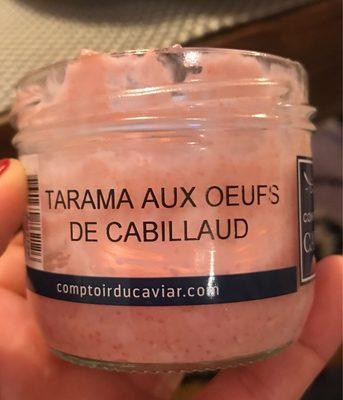 TARAMA AUX OEUFS
DE CABILLAUD
comptoirducaviar.com